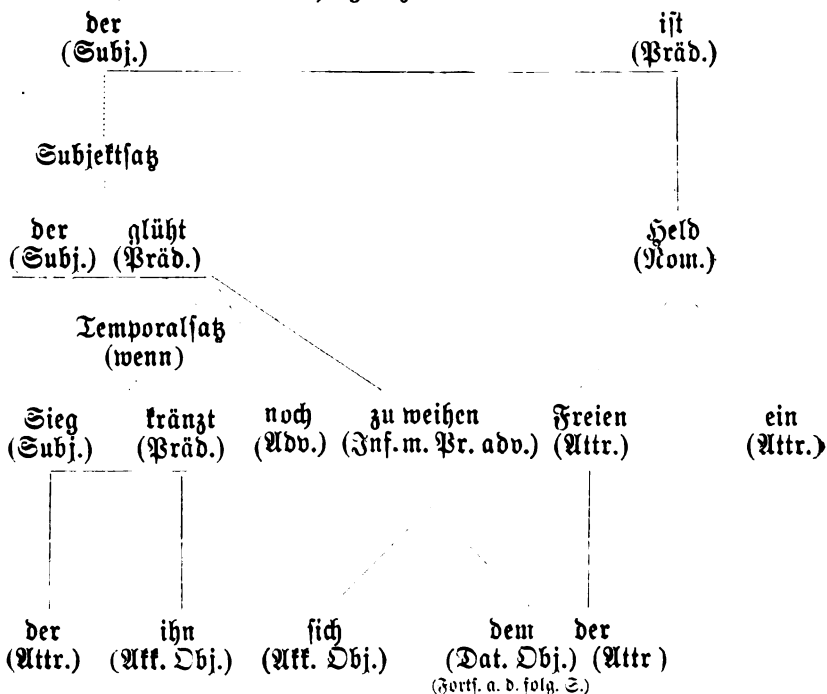 der ist
(Subj.) (Präd.)
Subjektsatz
der glüht Held
(Subj.) (Präd.) (Nom.)
Temporalsatz
(wenn)
Sieg kränzt noch zu weihen Freien ein
(Subj.) (Präd.) (Adv.) (Inf. m. Pr. adv.) (Attr.) (Attr.)
der ihn sich dem der
(Attr.) (Akk. Obj.) (Akk. Obj.) (Dat. Obj.) (Attr )
(Forts. a. d. folg. S.)